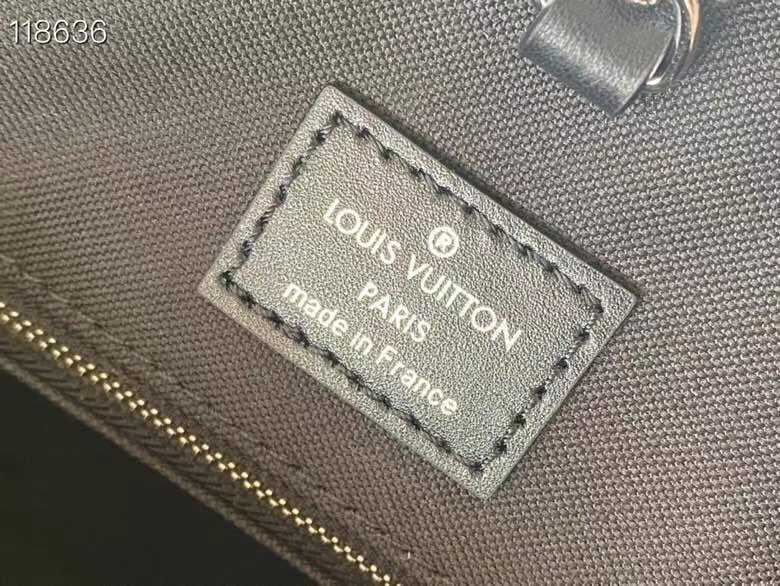 118636
®
LOUIS VUITTON
PARIS
made in France